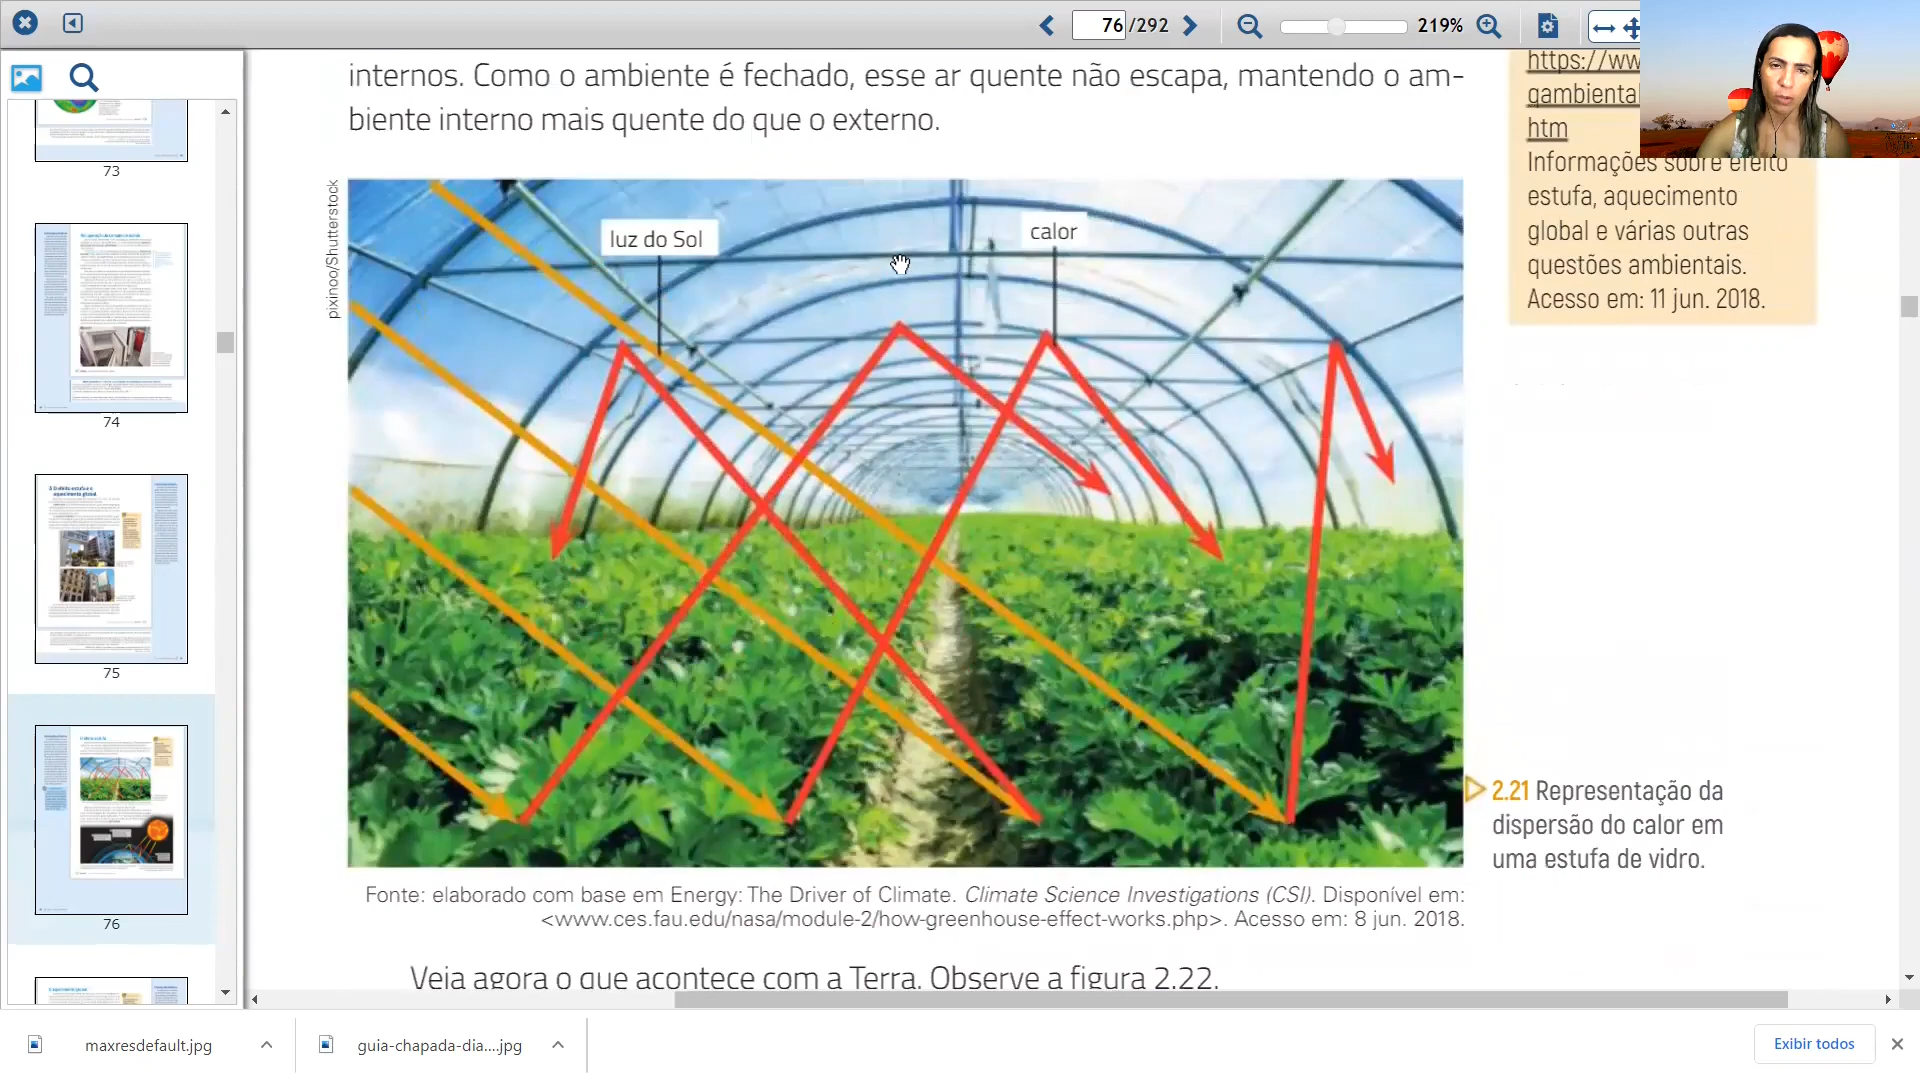 76 /292
219%
internos. Como o ambiente é fechado, esse ar quente não escapa, mantendo o am-
biente interno mais quente do que o externo.
pixinoo/Shutterstock
luz do Sol
calor
htm
Informações sobre efeito
estufa, aquecimento
global e várias outras
questões ambientais.
Acesso em: 11 jun. 2018.
2.21 Representação da
dispersão do calor em
uma estufa de vidro.
Fonte: elaborado com base em Energy: The Driver of Climate. Climate Science Investigations (CSI). Disponível em:
<www.ces.fau.edu/nasa/module-2/how-greenhouse-effect-works.php>. Acesso em: 8 jun. 2018.
Veja agora o que acontece com a Terra. Observe a figura 2.22.
73
74
75
76
maxresdefault.jpg
guia-chapada-dia....jpg
Exibir todos